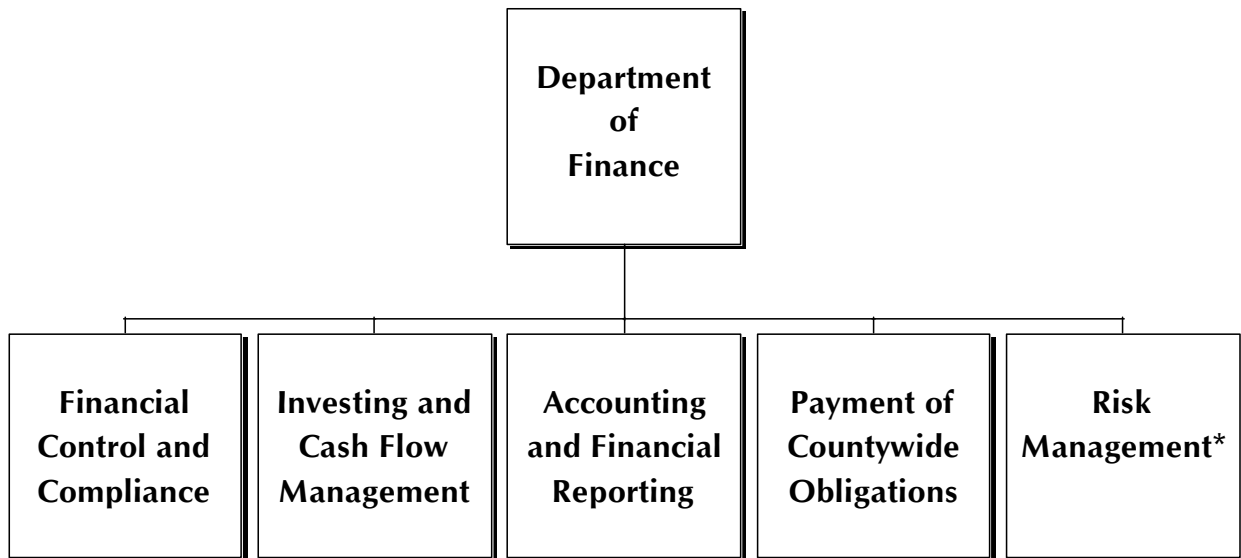 Department
of
Finance
Financial
Control and
Compliance
Investing and
Cash Flow
Management
Accounting
and Financial
Reporting
Payment of
Countywide
Obligations
Risk
Management*